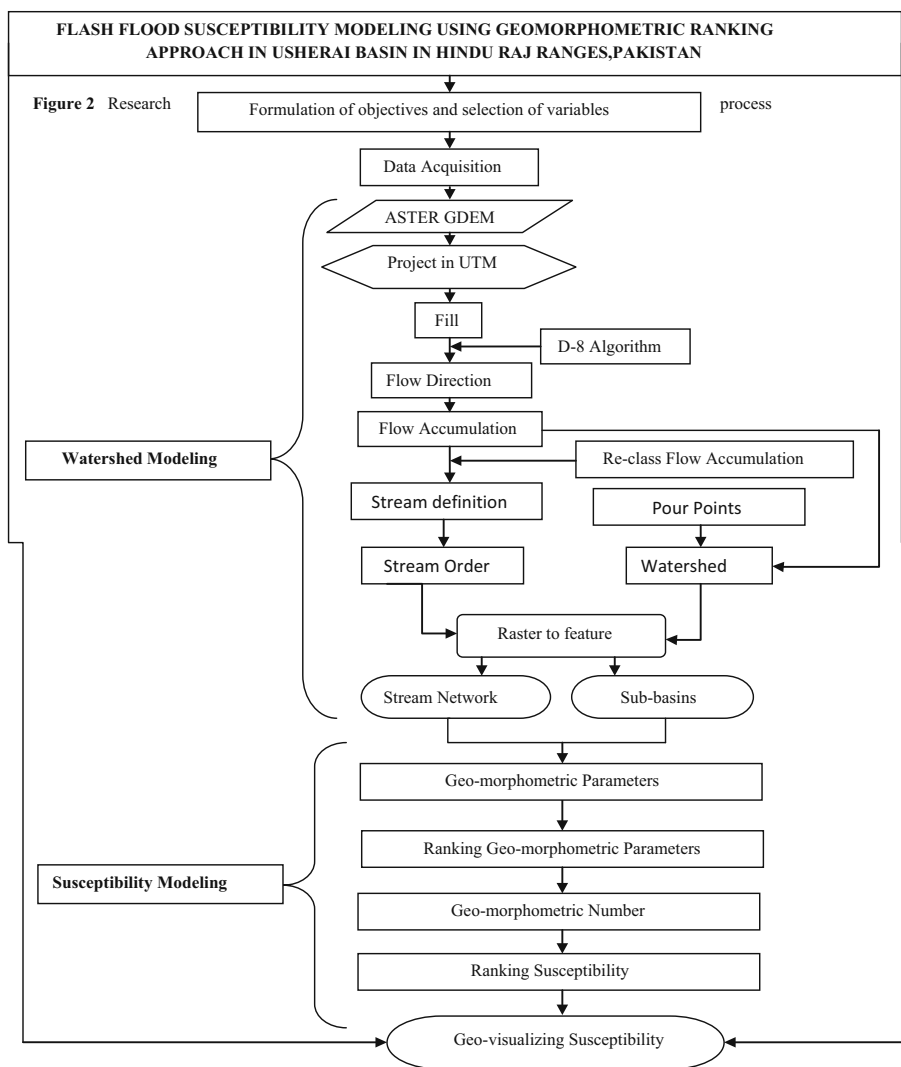 FLASH FLOOD SUSCEPTIBILITY MODELING USING GEOMORPHOMETRIC RANKING
APPROACH IN USHERAI BASIN IN HINDU RAJ RANGES,PAKISTAN
Figure 2 Research process
Formulation of objectives and selection of variables
Data Acquisition
ASTER GDEM
Project in UTM
Fill
D-8 Algorithm
Flow Direction
Flow Accumulation
Watershed Modeling
Re-class Flow Accumulation
Stream definition
Pour Points
Stream Order
Watershed
Raster to feature
Stream Network
Sub-basins
Geo-morphometric Parameters
Ranking Geo-morphometric Parameters
Susceptibility Modeling
Geo-morphometric Number
Ranking Susceptibility
Geo-visualizing Susceptibility